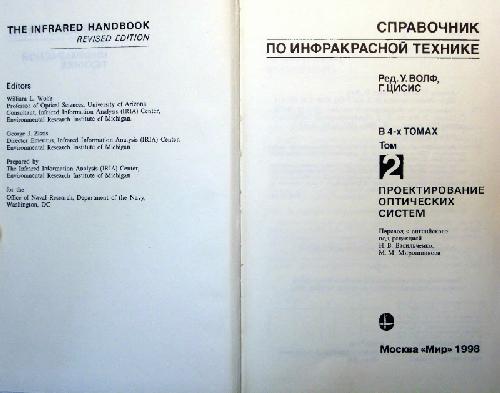 THE INFRARED HANDBOOK
REVISED EDITION
Editors
William L. Wolfe
Professor of Optical Sciences, University of Arizona
Consultant, Infrared Information Analysis (IRIA) Center,
Environmental Research Institute of Michigan
George J. Zissis
Director Emeritus, Infrared Information Analysis (IRIA) Center,
Environmental Research Institute of Michigan
Prepared by
The Infrared Information Analysis (IRIA) Center,
Environmental Research Institute of Michigan
for the
Office of Naval Research, Department of the Navy,
Washington, DC
СПРАВОЧНИК
ПО ИНФРАКРАСНОЙ ТЕХНИКЕ
Ред. У. ВОЛФ,
Г. ЦИСИС
В 4-х ТОМАХ
Том
2
ПРОЕКТИРОВАНИЕ
ОПТИЧЕСКИХ
СИСТЕМ
Перевод с английского
под редакцией
Н. В. Васильченко,
М. М. Мирошникова
Москва «Мир» 1998